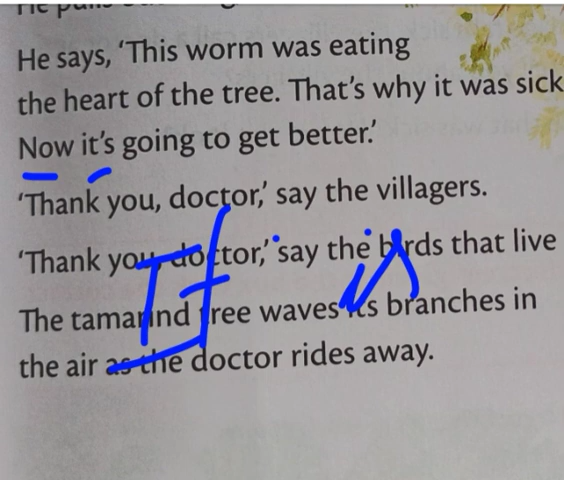 He says, ‘This worm was eating
the heart of the tree. That’s why it was sick
Now it’s going to get better.’
‘Thank you, doctor,’ say the villagers.
‘Thank you, doctor,’ say the birds that live
The tamarind tree waves its branches in
the air as the doctor rides away.
It is